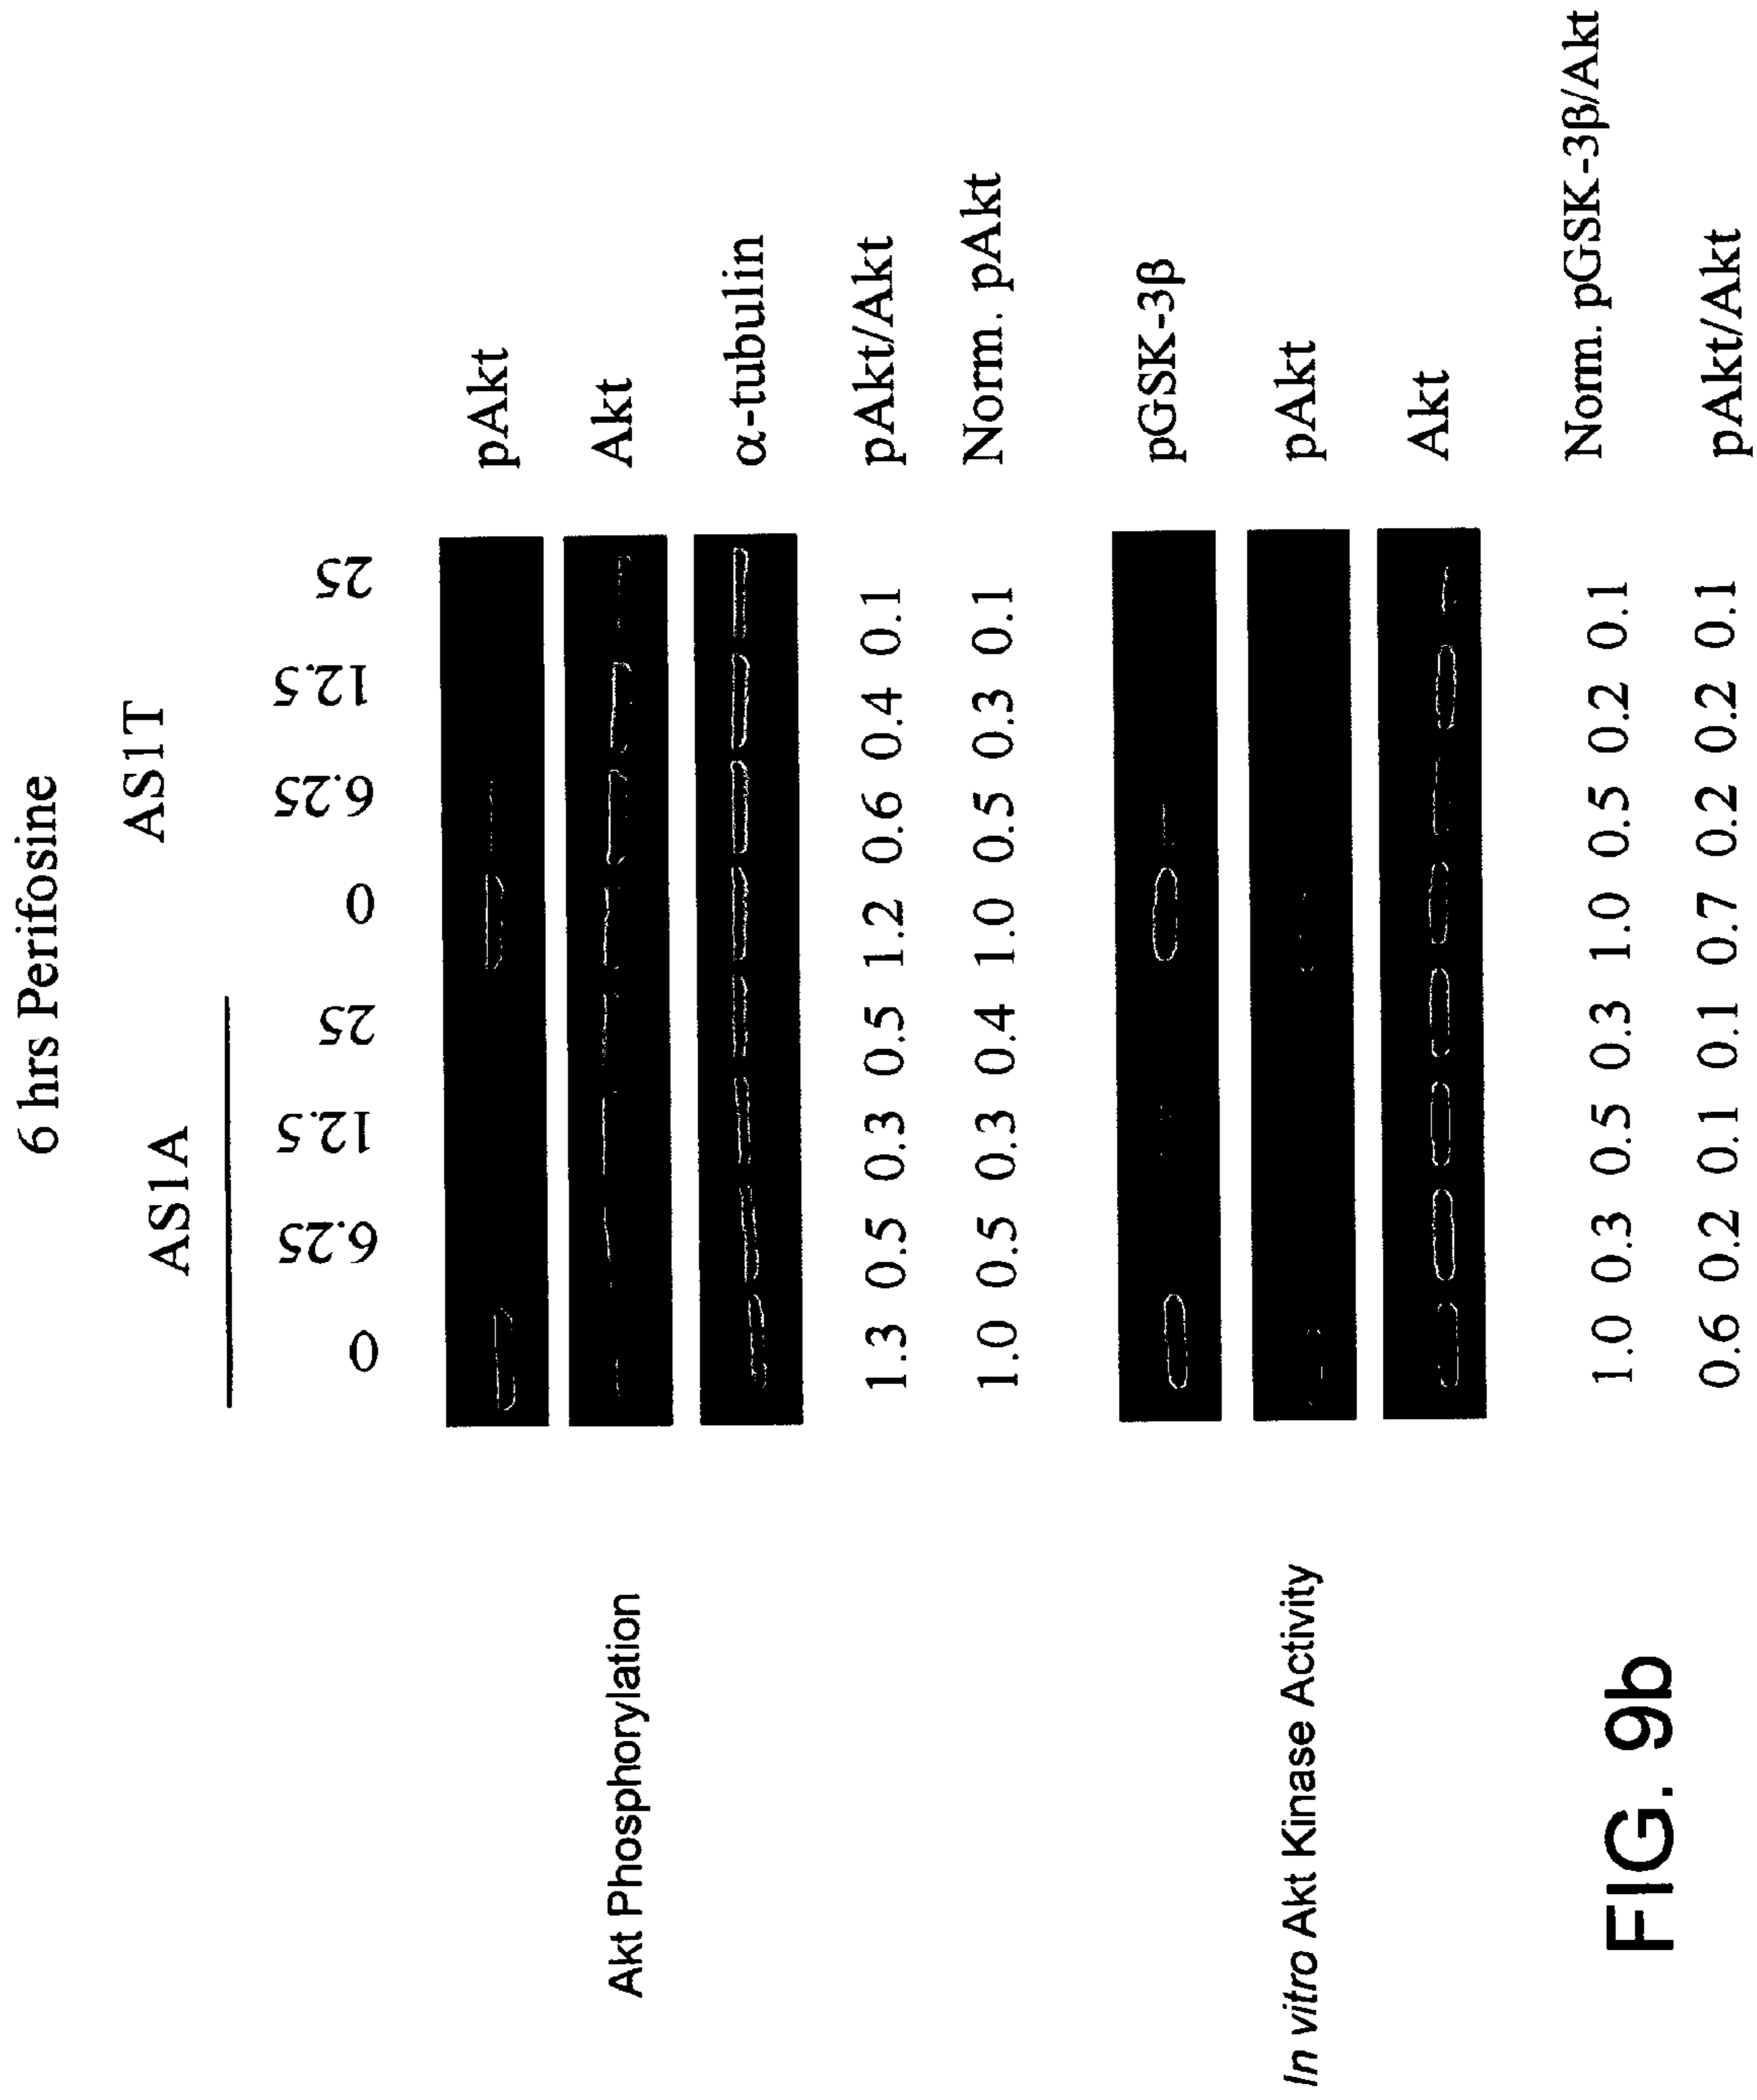 6 hrs Perifosine
AS1A AS1T
0 6.25 12.5 25 0 6.25 12.5 25
pAkt
Akt Phosphorylation Akt
α-tubulin
1.3 0.5 0.3 0.5 1.2 0.6 0.4 0.1 pAkt/Akt
1.0 0.5 0.3 0.4 1.0 0.5 0.3 0.1 Norm. pAkt
pGSK-3β
In vitro Akt Kinase Activity pAkt
Akt
1.0 0.3 0.5 0.3 1.0 0.5 0.2 0.1 Norm. pGSK-3β/Akt
0.6 0.2 0.1 0.1 0.7 0.2 0.2 0.1 pAkt/Akt
FIG. 9b